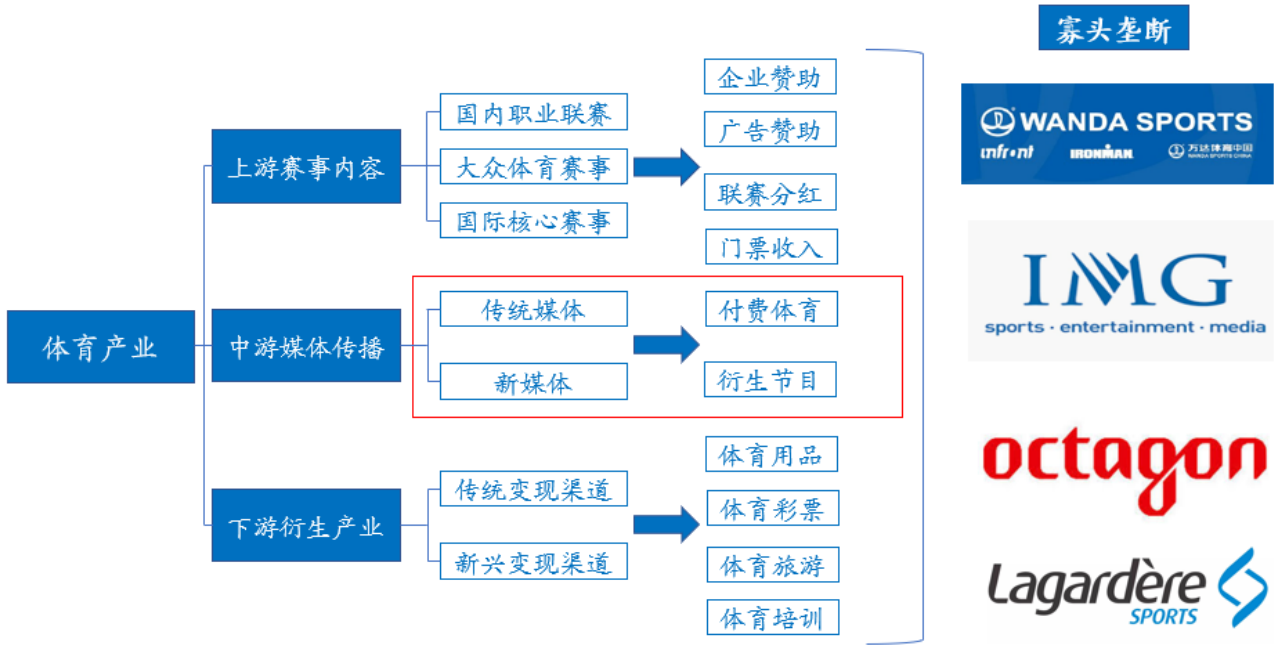 寡头垄断
企业赞助
国内职业联赛
广告赞助
上游赛事内容
大众体育赛事
联赛分红
国际核心赛事
门票收入
体育产业
中游媒体传播
传统媒体
付费体育
新媒体
衍生节目
体育用品
传统变现渠道
体育彩票
下游衍生产业
新兴变现渠道
体育旅游
体育培训
WANDA SPORTS
infront IRONMAN 万达体育中国
WANDA SPORTS CHINA
IMG
sports · entertainment · media
octagon
Lagardère
SPORTS